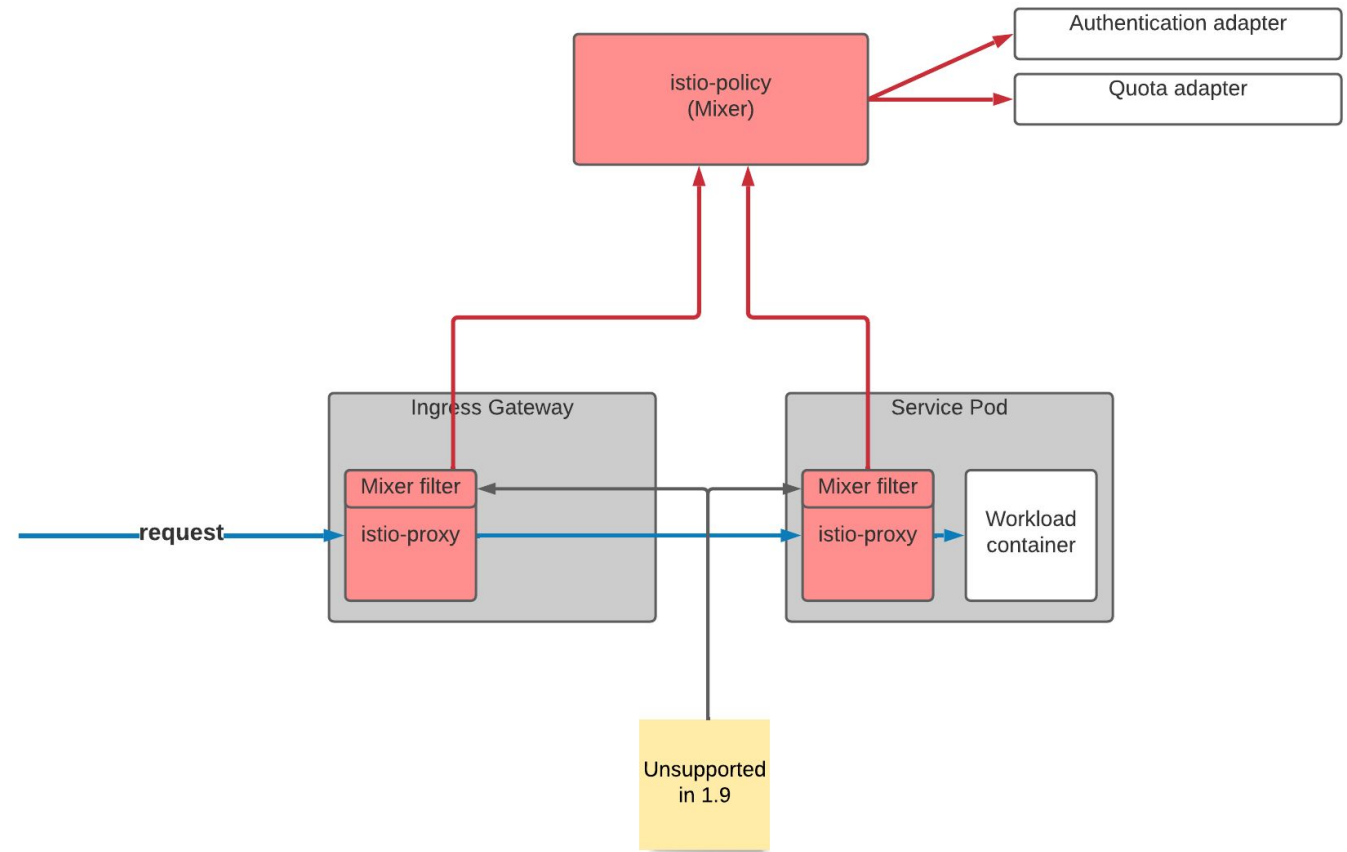 Authentication adapter
istio-policy
(Mixer)
Quota adapter
Ingress Gateway
Service Pod
Mixer filter
Mixer filter
request
istio-proxy
istio-proxy
Workload
container
Unsupported
in 1.9